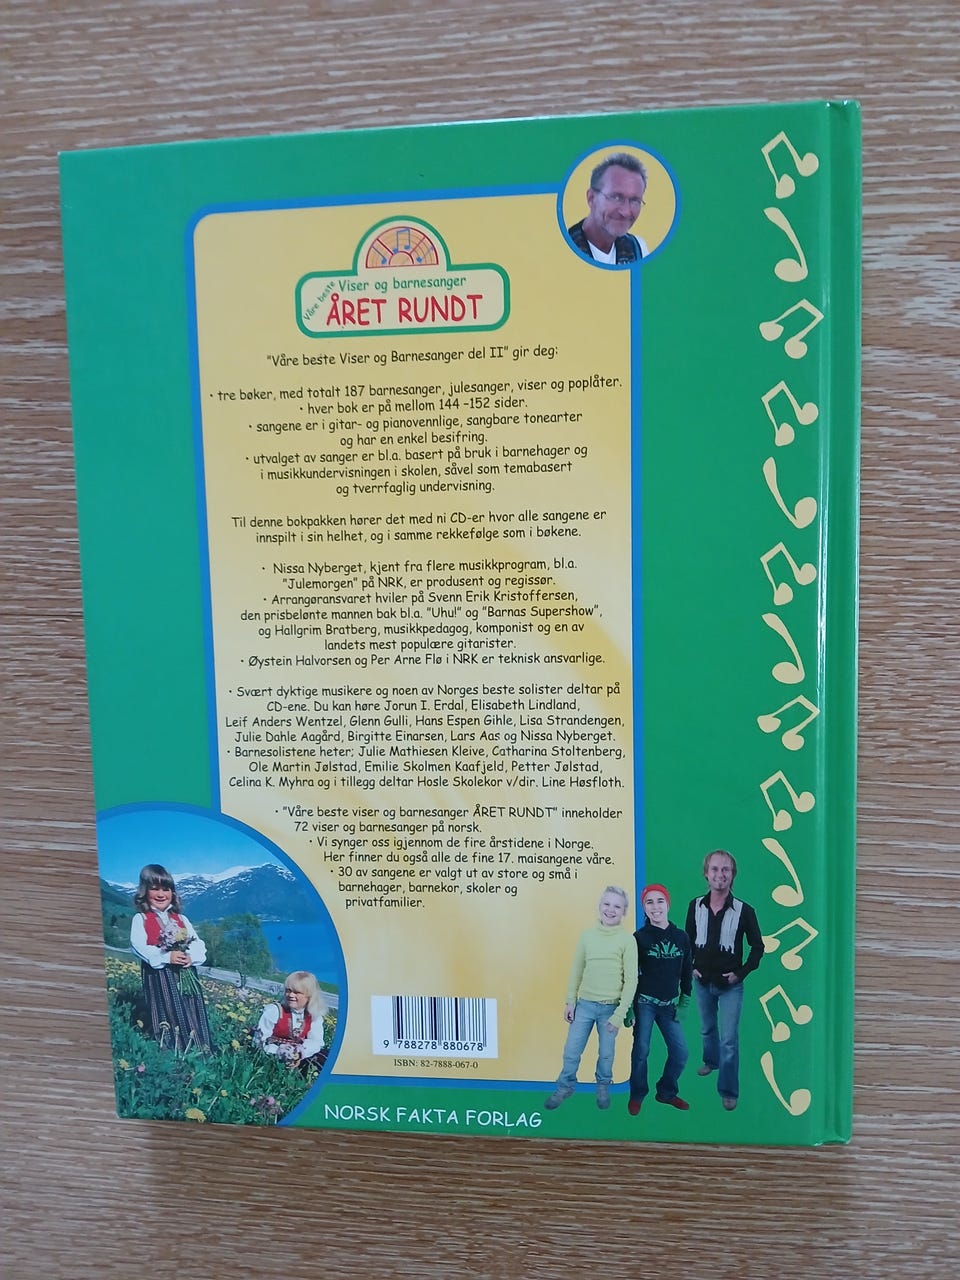 Våre beste Viser og barnesanger
ÅRET RUNDT
"Våre beste Viser og Barnesanger del II" gir deg:
• tre bøker, med totalt 187 barnesanger, julesanger, viser og poplåter.
• hver bok er på mellom 144 -152 sider.
• sangene er i gitar- og pianovennlige, sangbare tonearter
og har en enkel besifring.
• utvalget av sanger er bl.a. basert på bruk i barnehager og
i musikkundervisningen i skolen, såvel som temabasert
og tverrfaglig undervisning.
Til denne bokpakken hører det med ni CD-er hvor alle sangene er
innspilt i sin helhet, og i samme rekkefølge som i bøkene.
• Nissa Nyberget, kjent fra flere musikkprogram, bl.a.
"Julemorgen" på NRK, er produsent og regissør.
• Arrangøransvaret hviler på Svenn Erik Kristoffersen,
den prisbelønte mannen bak bl.a. "Uhu!" og "Barnas Supershow",
og Hallgrim Bratberg, musikkpedagog, komponist og en av
landets mest populære gitarister.
• Øystein Halvorsen og Per Arne Flø i NRK er teknisk ansvarlige.
• Svært dyktige musikere og noen av Norges beste solister deltar på
CD-ene. Du kan høre Jorun I. Erdal, Elisabeth Lindland,
Leif Anders Wentzel, Glenn Gulli, Hans Espen Gihle, Lisa Strandengen,
Julie Dahle Aagård, Birgitte Einarsen, Lars Aas og Nissa Nyberget.
• Barnesolistene heter; Julie Mathiesen Kleive, Catharina Stoltenberg,
Ole Martin Jølstad, Emilie Skolmen Kaafjeld, Petter Jølstad,
Celina K. Myhra og i tillegg deltar Hosle Skolekor v/dir. Line Høsfloth.
• "Våre beste viser og barnesanger ÅRET RUNDT" inneholder
72 viser og barnesanger på norsk.
• Vi synger oss igjennom de fire årstidene i Norge.
Her finner du også alle de fine 17. maisangene våre.
• 30 av sangene er valgt ut av store og små i
barnehager, barnekor, skoler og
privatfamilier.
9 788278 880678
ISBN: 82-7888-067-0
NORSK FAKTA FORLAG